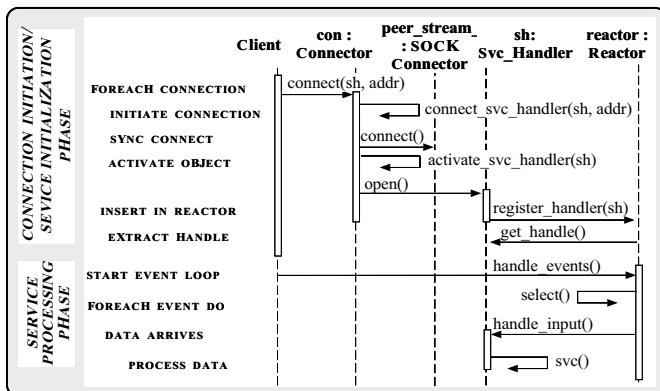 Client
con :
Connector
peer_stream_
: SOCK
Connector
sh:
Svc_Handler
reactor :
Reactor
CONNECTION INITIATION/
SEVICE INITIALIZATION
PHASE
FOREACH CONNECTION
connect(sh, addr)
INITIATE CONNECTION
connect_svc_handler(sh, addr)
SYNC CONNECT
connect()
ACTIVATE OBJECT
activate_svc_handler(sh)
open()
INSERT IN REACTOR
register_handler(sh)
EXTRACT HANDLE
get_handle()
SERVICE
PROCESSING
PHASE
START EVENT LOOP
handle_events()
FOREACH EVENT DO
select()
DATA ARRIVES
handle_input()
PROCESS DATA
svc()